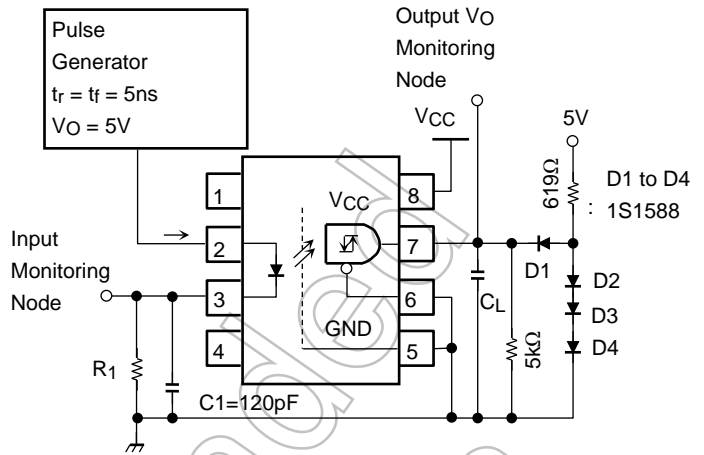 Pulse
Generator
tr = tf = 5ns
VO = 5V
Output VO
Monitoring
Node
VCC
5V
619Ω
D1 to D4
: 1S1588
1
2
3
4
VCC
GND
8
7
6
5
Input
Monitoring
Node
R1
C1=120pF
CL
5kΩ
D1
D2
D3
D4